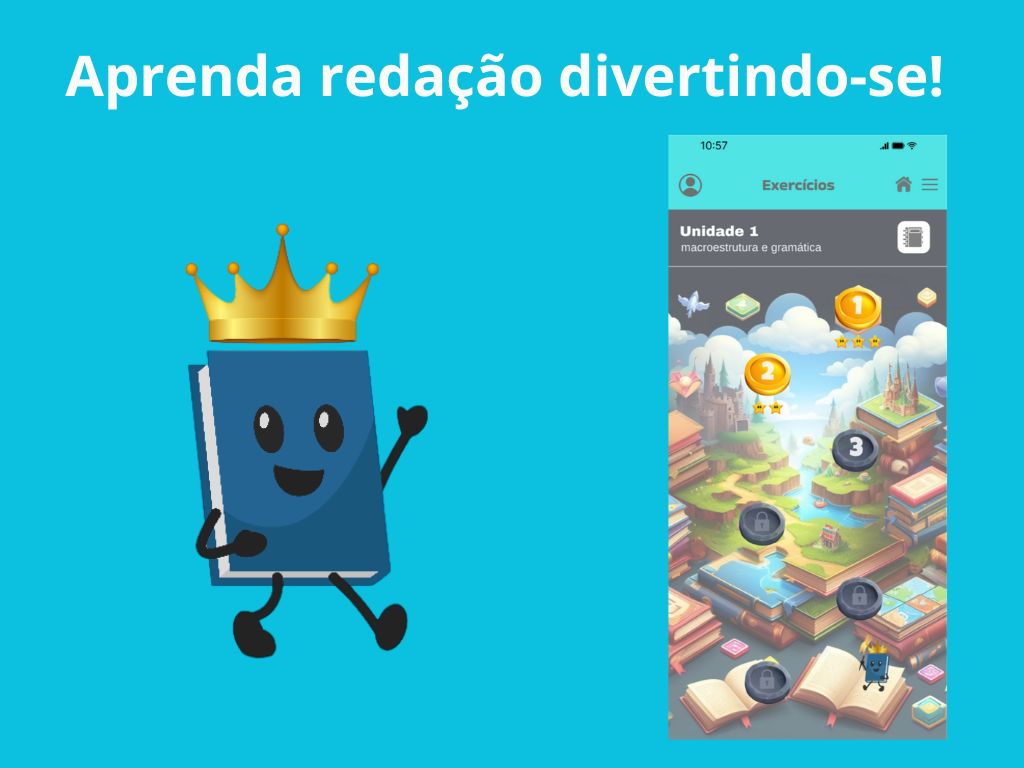 Aprenda redação divertindo-se!
10:57
Exercícios
Unidade 1
macroestrutura e gramática
1
2
3